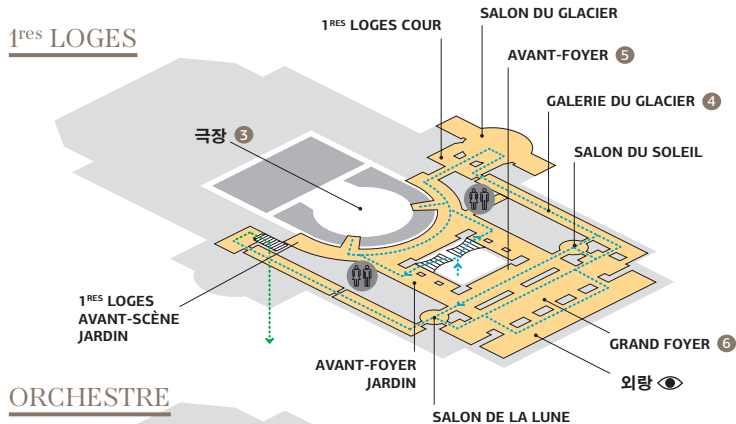 1res LOGES
1RES LOGES COUR
SALON DU GLACIER
AVANT-FOYER 5
GALERIE DU GLACIER 4
극장 3
SALON DU SOLEIL
1RES LOGES
AVANT-SCÈNE
JARDIN
GRAND FOYER 6
AVANT-FOYER
JARDIN
외랑
ORCHESTRE
SALON DE LA LUNE